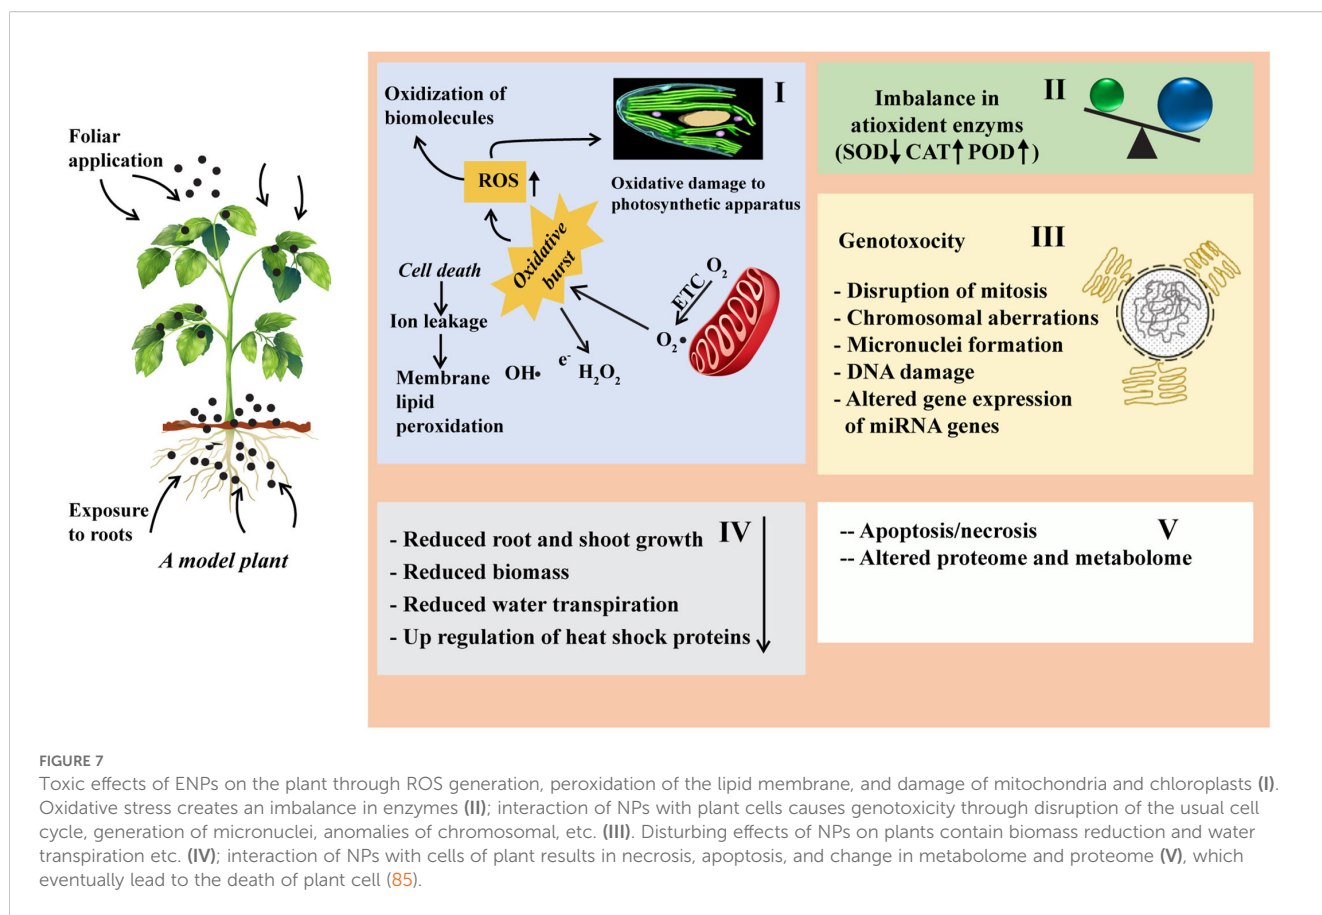 Foliar
application
Exposure
to roots
A model plant
Oxidization of
biomolecules
I
ROS
Oxidative damage to
photosynthetic apparatus
Oxidative
burst
Cell death
Ion leakage
Membrane
lipid
peroxidation
OH•
e-
H2O2
O2•
ETC
O2
II
Imbalance in
atioxident enzyms
(SOD↓CAT↑POD↑)
Genotoxocity
III
- Disruption of mitosis
- Chromosomal aberrations
- Micronuclei formation
- DNA damage
- Altered gene expression
of miRNA genes
IV
- Reduced root and shoot growth
- Reduced biomass
- Reduced water transpiration
- Up regulation of heat shock proteins
V
-- Apoptosis/necrosis
-- Altered proteome and metabolome
FIGURE 7
Toxic effects of ENPs on the plant through ROS generation, peroxidation of the lipid membrane, and damage of mitochondria and chloroplasts (I).
Oxidative stress creates an imbalance in enzymes (II); interaction of NPs with plant cells causes genotoxicity through disruption of the usual cell
cycle, generation of micronuclei, anomalies of chromosomal, etc. (III). Disturbing effects of NPs on plants contain biomass reduction and water
transpiration etc. (IV); interaction of NPs with cells of plant results in necrosis, apoptosis, and change in metabolome and proteome (V), which
eventually lead to the death of plant cell (85).